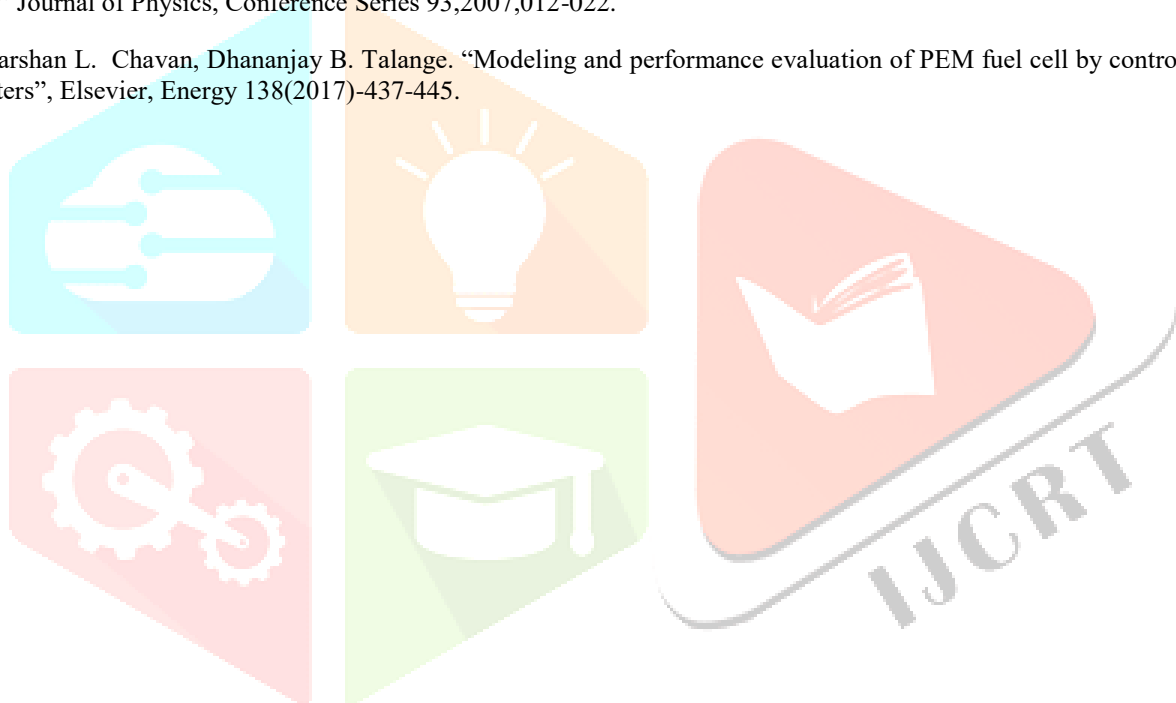 Journal of Physics, Conference Series 93,2007,012-022.
arshan L. Chavan, Dhananjay B. Talange. “Modeling and performance evaluation of PEM fuel cell by contro
ters”, Elsevier, Energy 138(2017)-437-445.
IJCRT